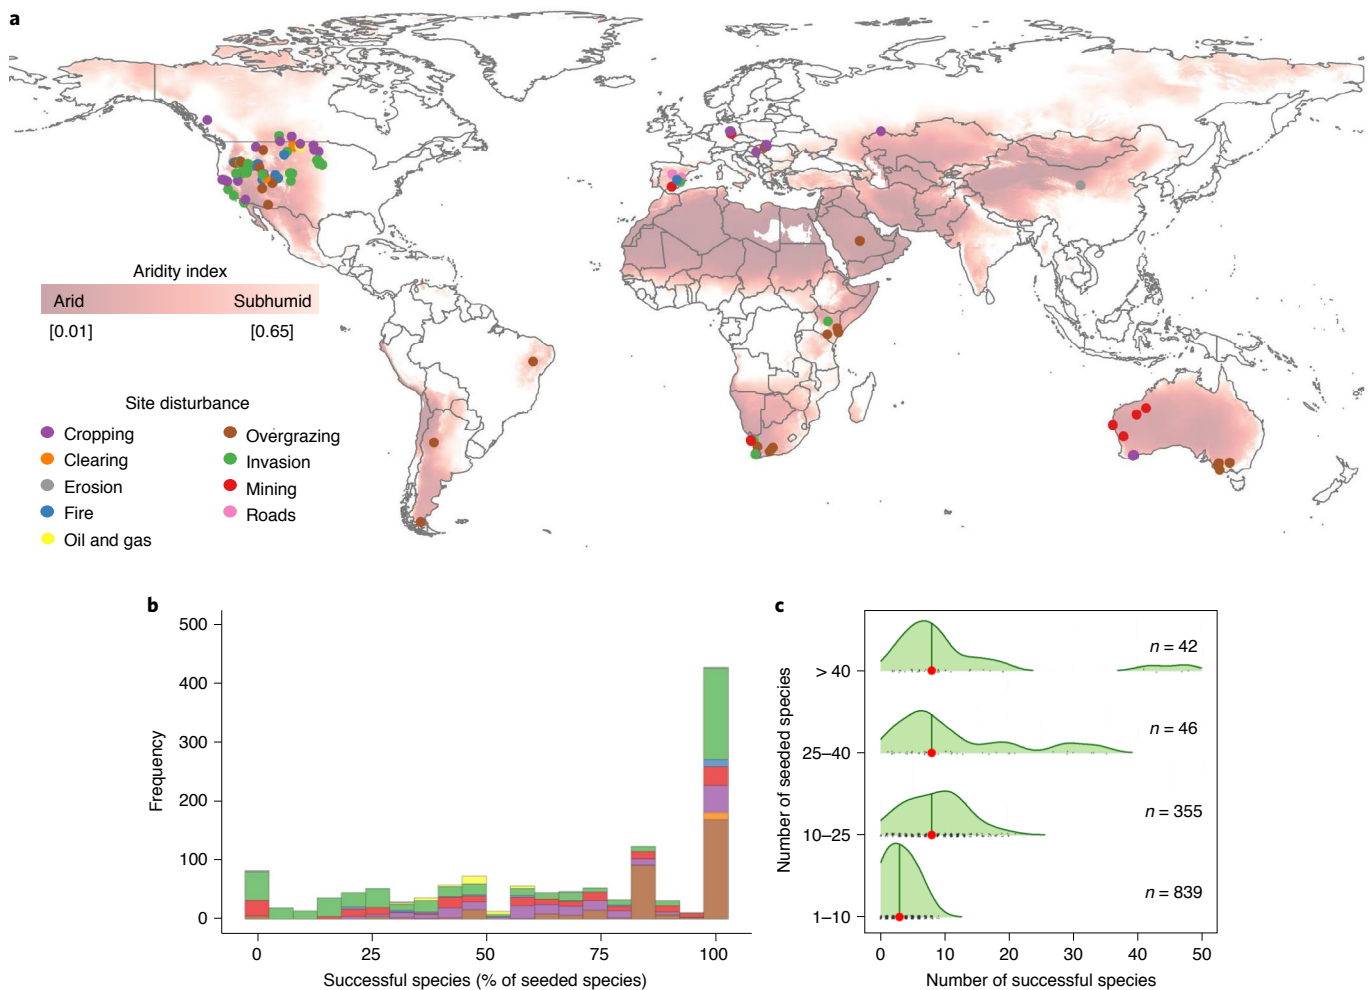 a
Aridity index
Arid Subhumid
[0.01] [0.65]
Site disturbance
Cropping Overgrazing
Clearing Invasion
Erosion Mining
Fire Roads
Oil and gas
b
500
400
300
200
100
0
Frequency
0 25 50 75 100
Successful species (% of seeded species)
c
Number of seeded species
> 40 n = 42
25–40 n = 46
10–25 n = 355
1–10 n = 839
0 10 20 30 40 50
Number of successful species